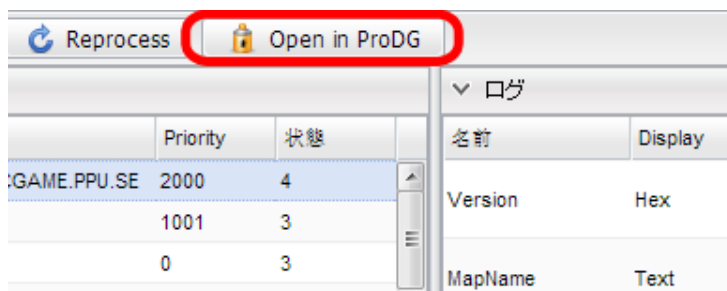 Reprocess Open in ProDG
ログ
Priority 状態 名前 Display
GAME.PPU.SE 2000 4
Version Hex
1001 3
0 3
MapName Text